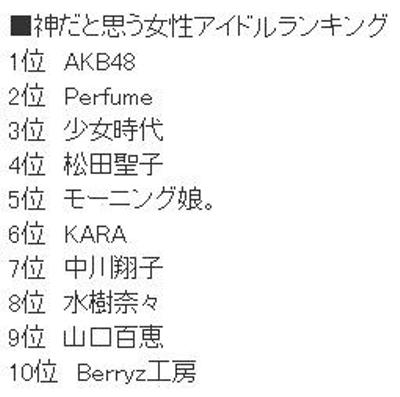 ■神だと思う女性アイドルランキング
1位 AKB48
2位 Perfume
3位 少女時代
4位 松田聖子
5位 モーニング娘。
6位 KARA
7位 中川翔子
8位 水樹奈々
9位 山口百恵
10位 Berryz工房